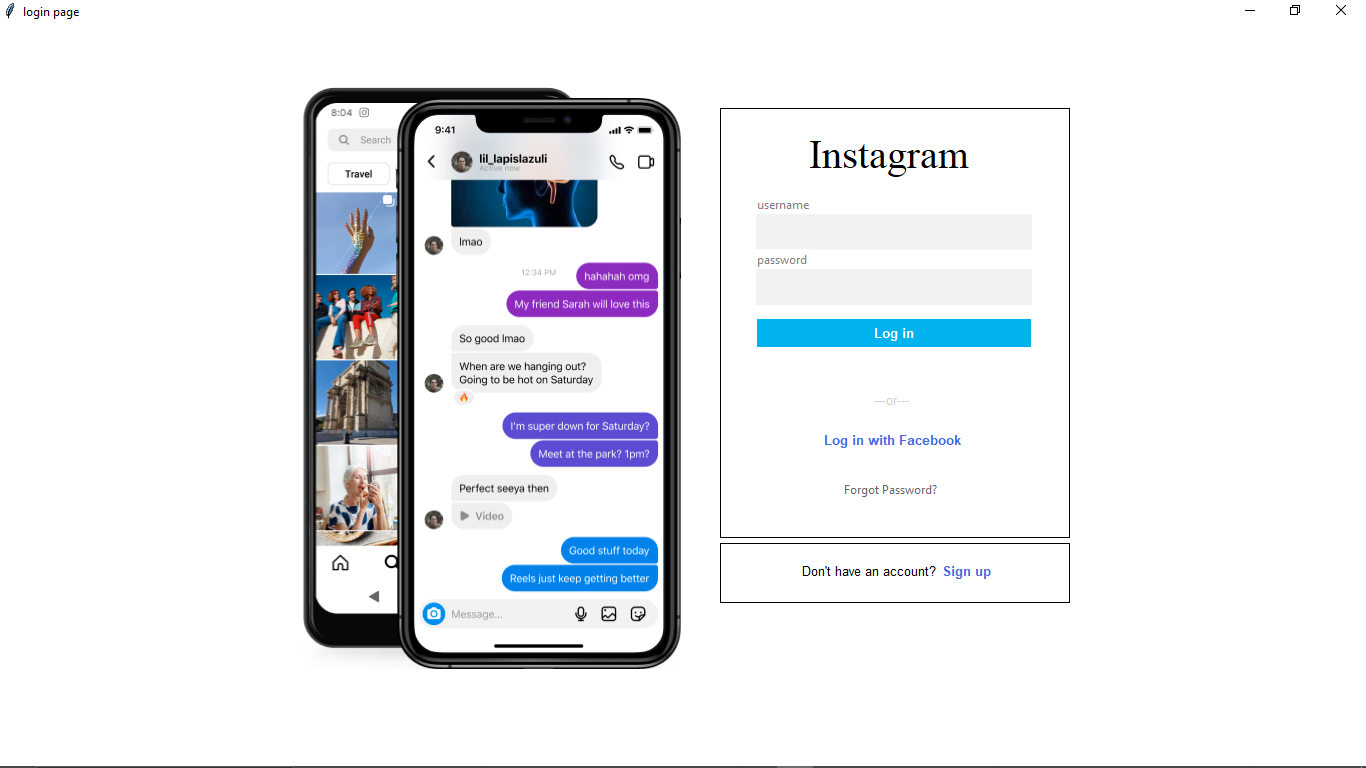 login page
8:04
Search
Travel
9:41
lil_lapislazuli
Active now
lmao
12:34 PM
hahahah omg
My friend Sarah will love this
So good lmao
When are we hanging out?
Going to be hot on Saturday
I'm super down for Saturday?
Meet at the park? 1pm?
Perfect seeya then
Video
Good stuff today
Reels just keep getting better
Message...
Instagram
username
password
Log in
---or---
Log in with Facebook
Forgot Password?
Don't have an account? Sign up